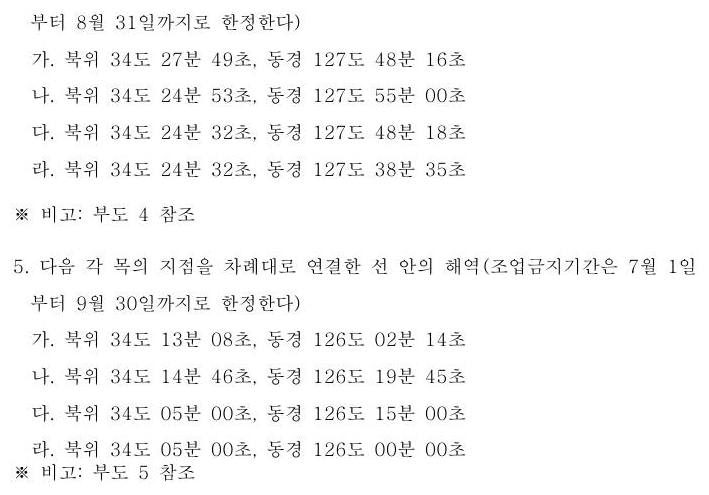 부터 8월 31일까지로 한정한다)
가. 북위 34도 27분 49초, 동경 127도 48분 16초
나. 북위 34도 24분 53초, 동경 127도 55분 00초
다. 북위 34도 24분 32초, 동경 127도 48분 18초
라. 북위 34도 24분 32초, 동경 127도 38분 35초
※ 비고: 부도 4 참조
5. 다음 각 목의 지점을 차례대로 연결한 선 안의 해역(조업금지기간은 7월 1일
부터 9월 30일까지로 한정한다)
가. 북위 34도 13분 08초, 동경 126도 02분 14초
나. 북위 34도 14분 46초, 동경 126도 19분 45초
다. 북위 34도 05분 00초, 동경 126도 15분 00초
라. 북위 34도 05분 00초, 동경 126도 00분 00초
※ 비고: 부도 5 참조